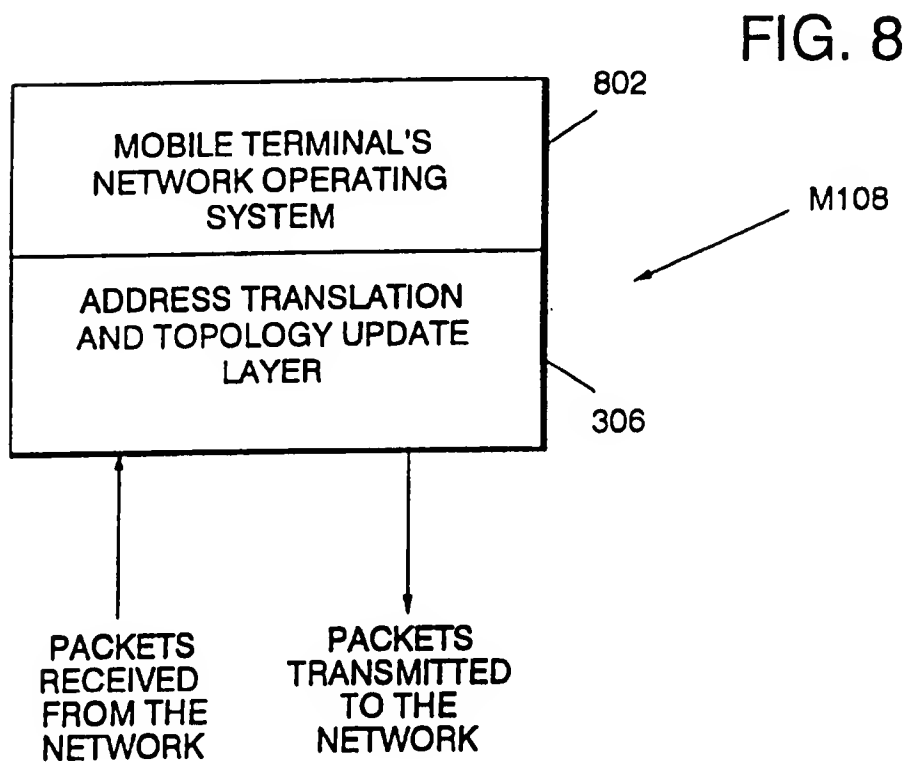 FIG. 8
802
MOBILE TERMINAL'S
NETWORK OPERATING
SYSTEM
M108
ADDRESS TRANSLATION
AND TOPOLOGY UPDATE
LAYER
306
PACKETS
RECEIVED
FROM THE
NETWORK
PACKETS
TRANSMITTED
TO THE
NETWORK